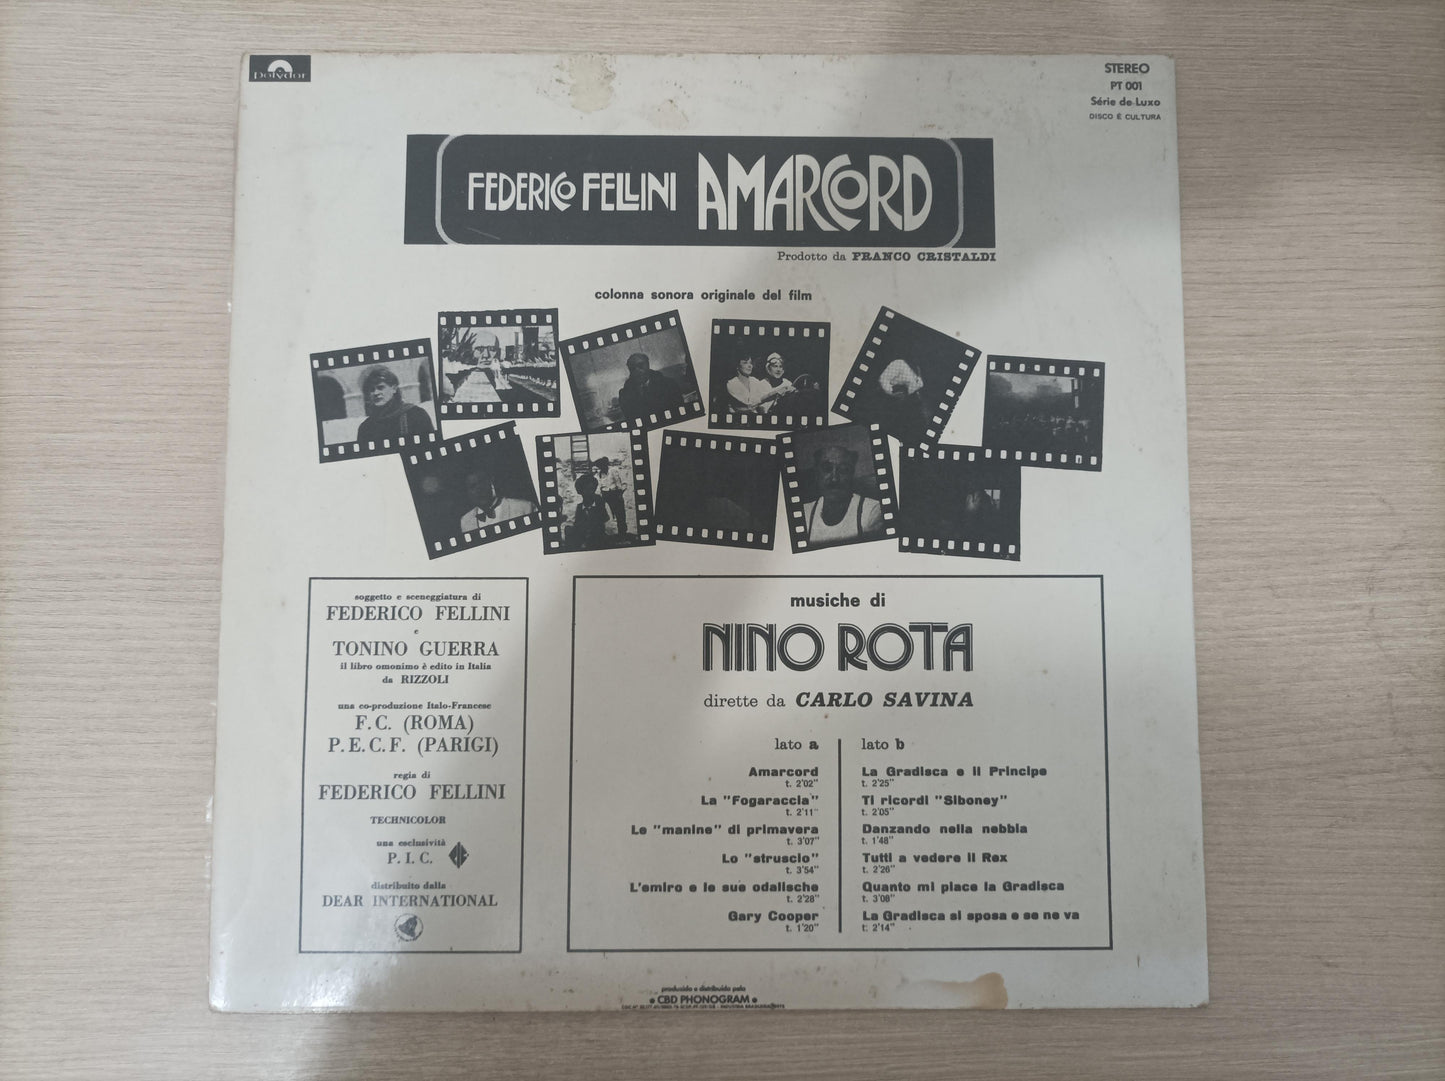 Polydor
STEREO
PT 001
Série de Luxo
DISCO É CULTURA
FEDERICO FELLINI AMARCORD
Prodotto da FRANCO CRISTALDI
colonna sonora originale del film
soggetto e sceneggiatura di
FEDERICO FELLINI
e
TONINO GUERRA
il libro omonimo è edito in Italia
da RIZZOLI
una co-produzione Italo-Francese
F.C. (ROMA)
P.E.C.F. (PARIGI)
regia di
FEDERICO FELLINI
TECHNICOLOR
una esclusività
P.I.C.
distribuito dalla
DEAR INTERNATIONAL
musiche di
NINO ROTA
dirette da CARLO SAVINA
lato a
Amarcord
t. 2'02"
La "Fogaraccia"
t. 2'11"
Le "manine" di primavera
t. 3'07"
Lo "struscio"
t. 3'54"
L'emiro e le sue odalische
t. 2'28"
Gary Cooper
t. 1'20"
lato b
La Gradisca e il Principe
t. 2'25"
Ti ricordi "Siboney"
t. 2'05"
Danzando nella nebbia
t. 1'48"
Tutti a vedere il Rex
t. 2'26"
Quanto mi piace la Gradisca
t. 3'08"
La Gradisca si sposa e se ne va
t. 2'14"
produzido e distribuido pela
• CBD PHONOGRAM •
INDÚSTRIA BRASILEIRA